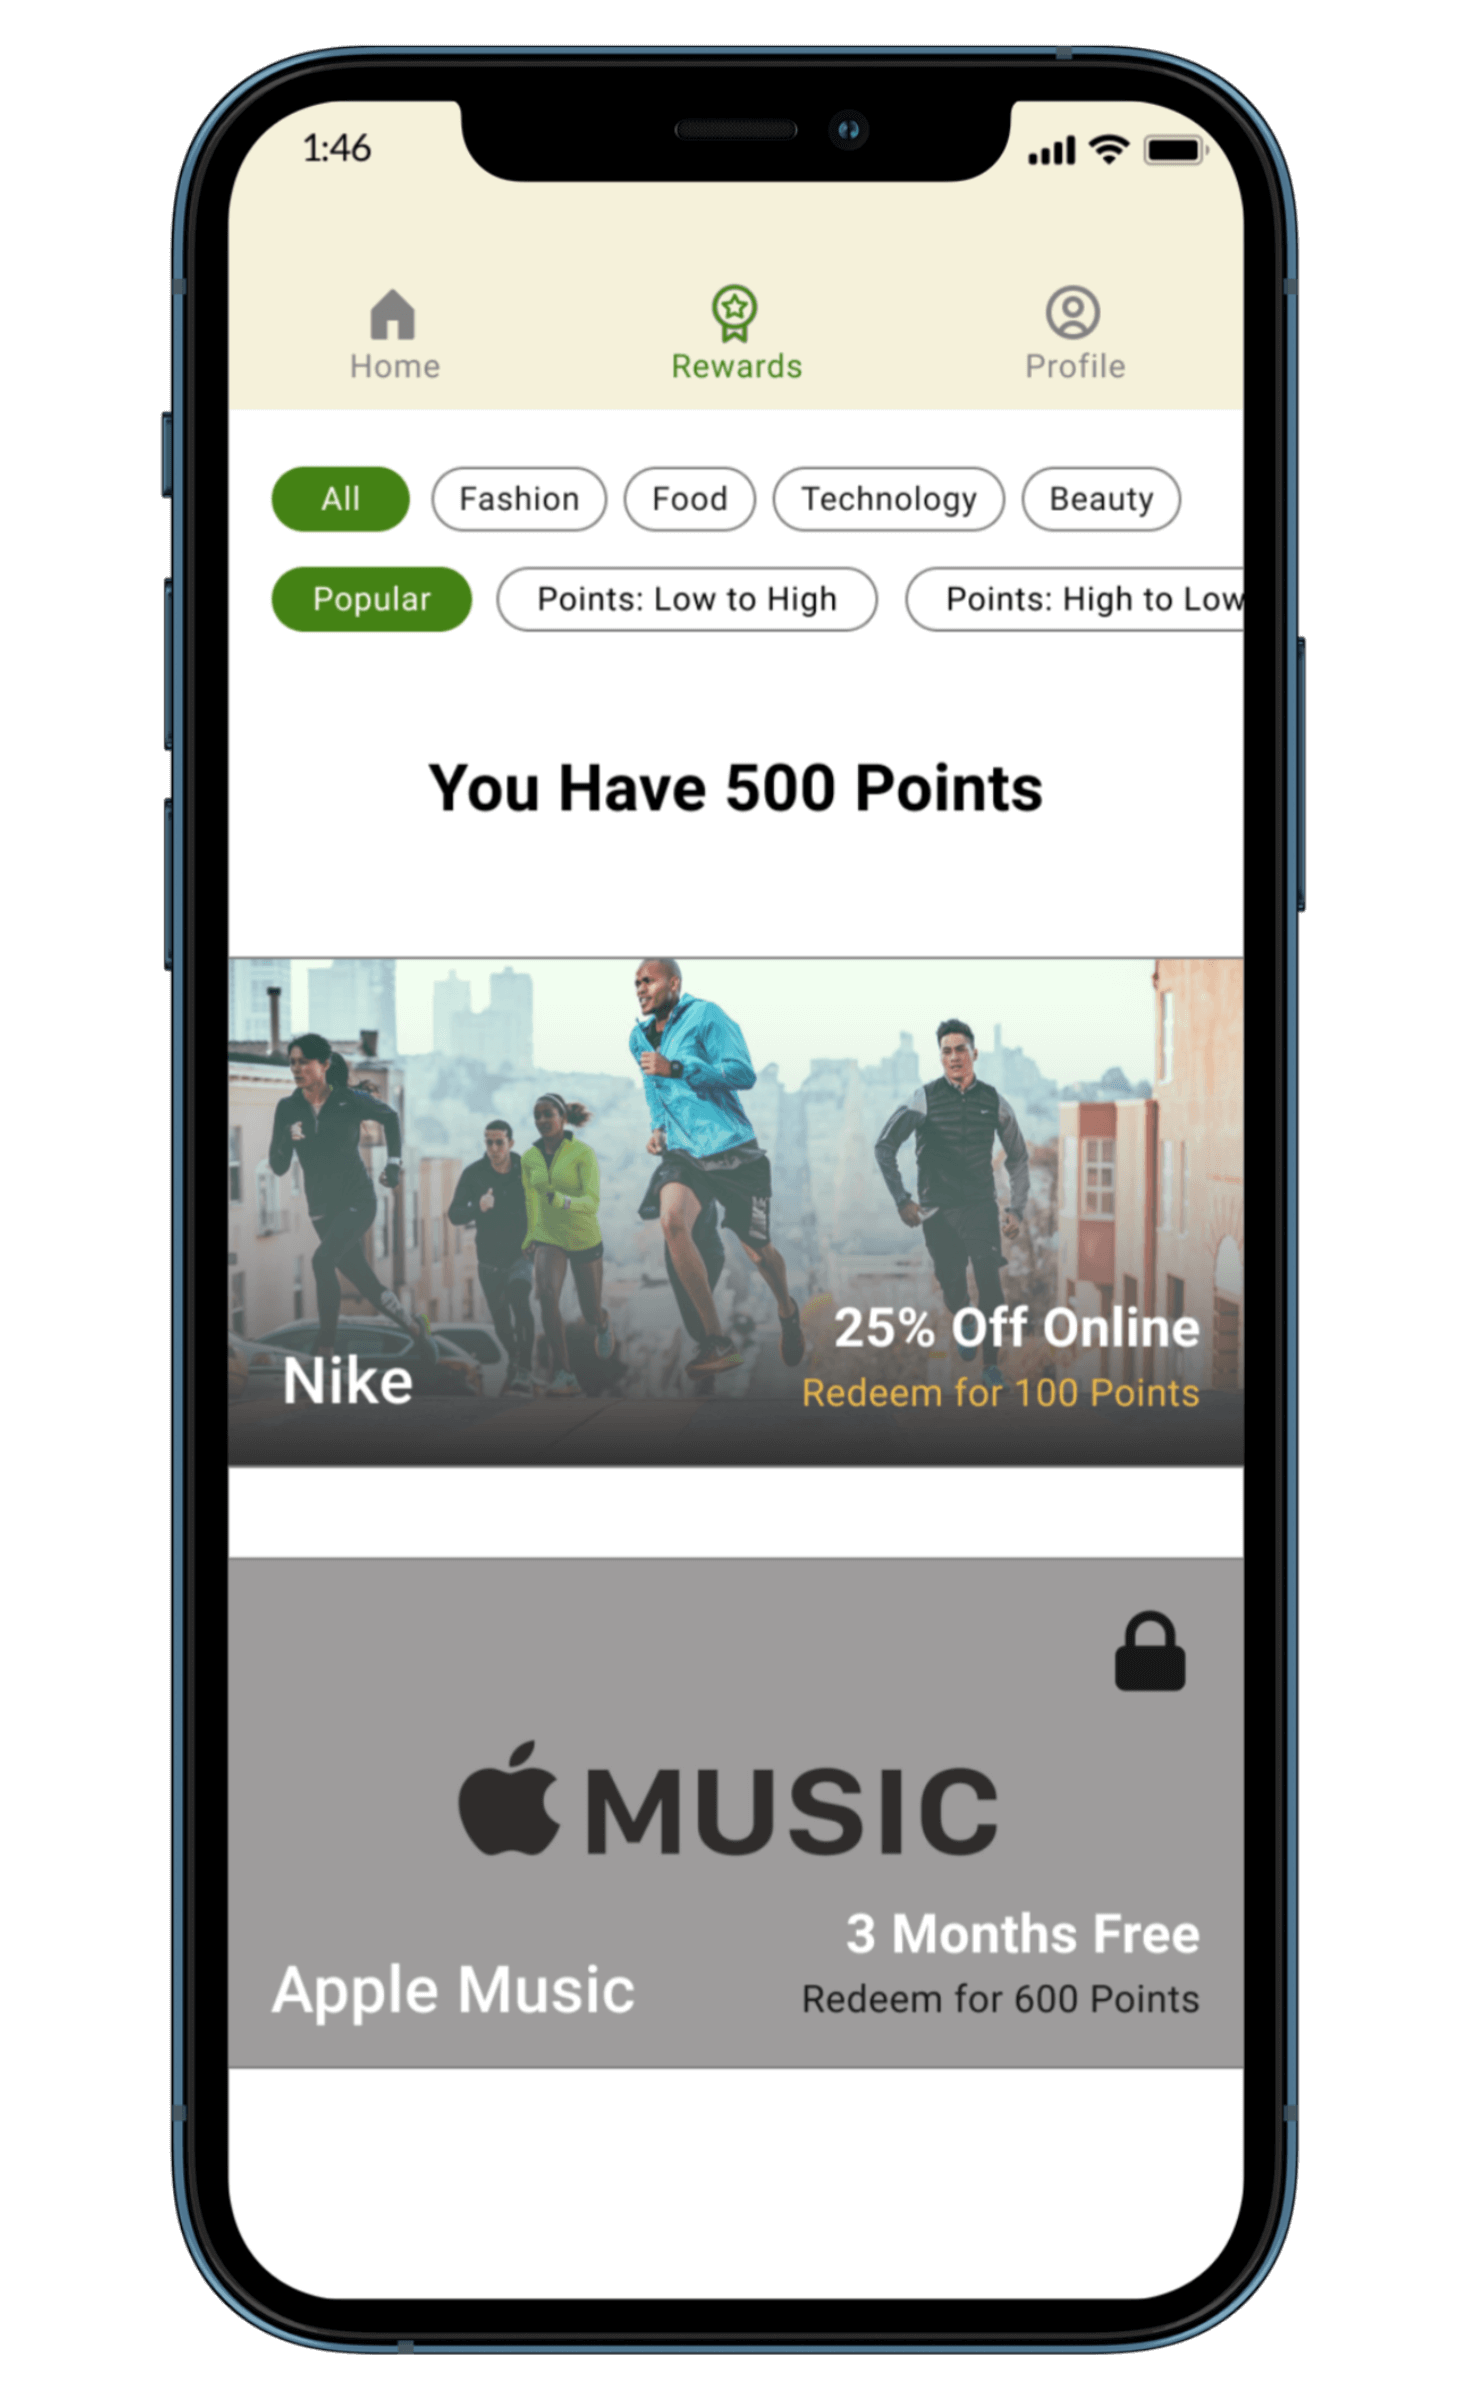 1:46
Home Rewards Profile
All Fashion Food Technology Beauty
Popular Points: Low to High Points: High to Low
You Have 500 Points
25% Off Online
Nike
Redeem for 100 Points
MUSIC
3 Months Free
Apple Music
Redeem for 600 Points